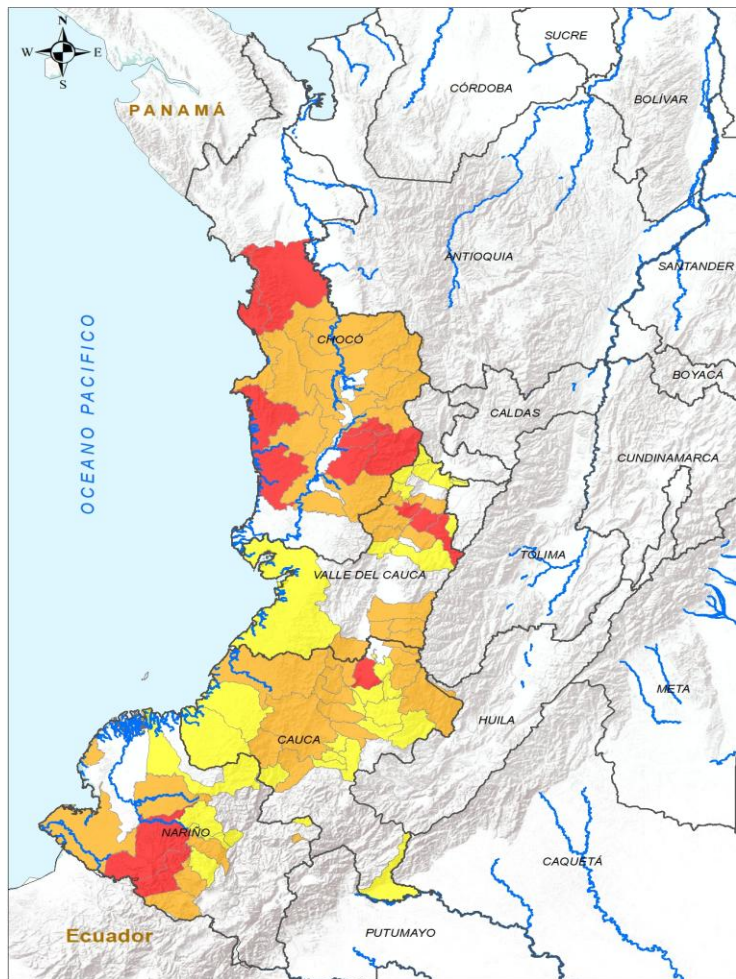 N
W E
S
PANAMÁ
SUCRE
CÓRDOBA
BOLÍVAR
ANTIOQUIA
SANTANDER
OCEANO PACIFICO
CHOCÓ
BOYACÁ
CALDAS
CUNDINAMARCA
TOLIMA
VALLE DEL CAUCA
META
HUILA
CAUCA
NARIÑO
CAQUETÁ
Ecuador
PUTUMAYO